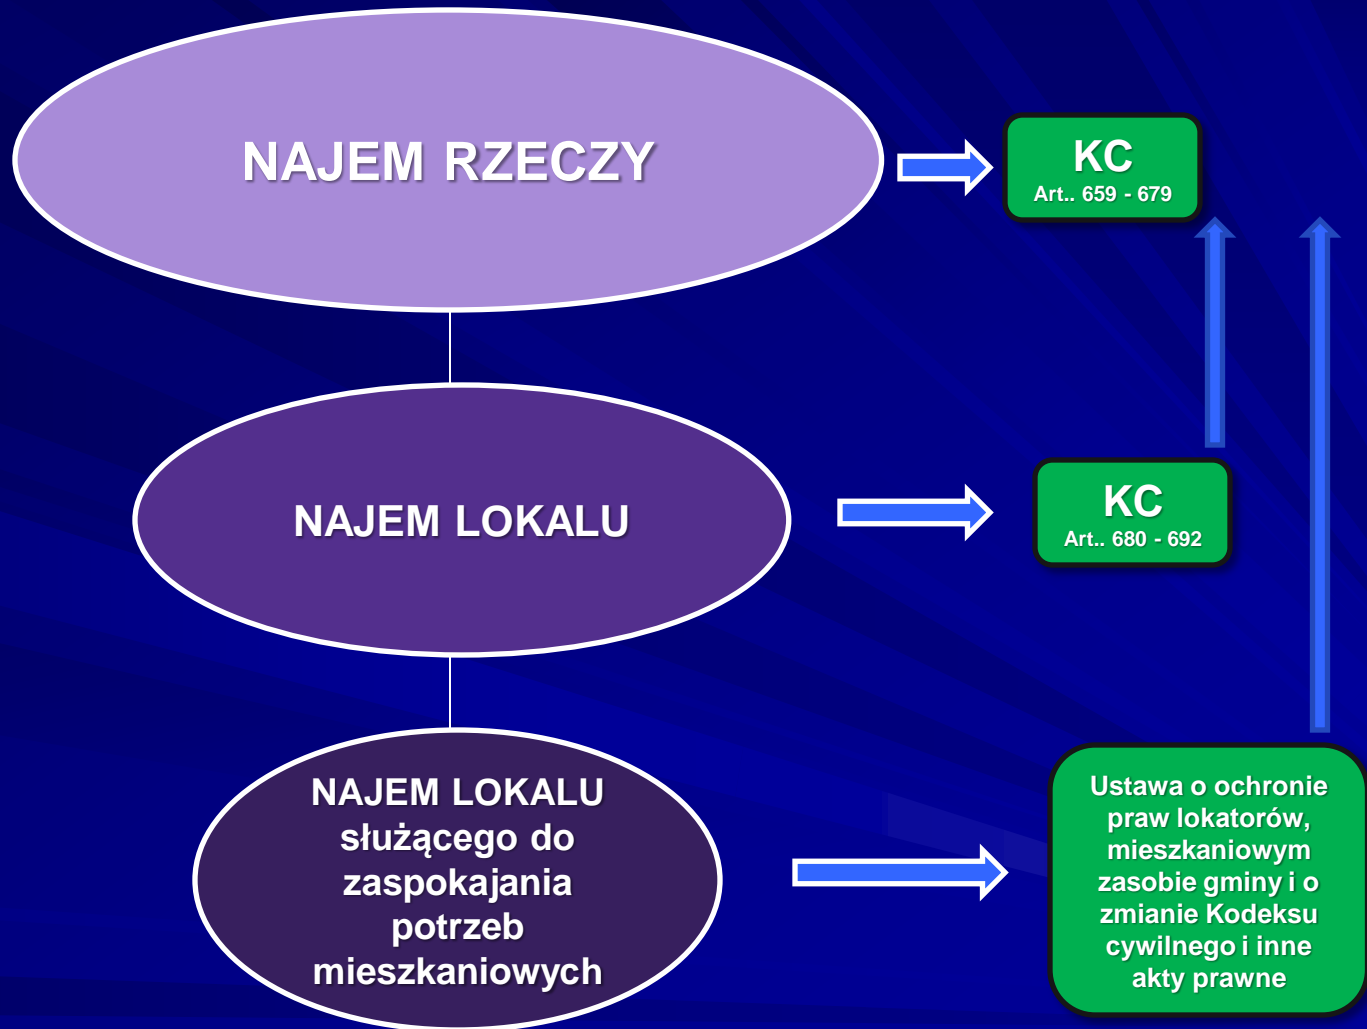 NAJEM RZECZY
KC
Art.. 659 - 679
NAJEM LOKALU
KC
Art.. 680 - 692
NAJEM LOKALU
służącego do
zaspokajania
potrzeb
mieszkaniowych
Ustawa o ochronie
praw lokatorów,
mieszkaniowym
zasobie gminy i o
zmianie Kodeksu
cywilnego i inne
akty prawne